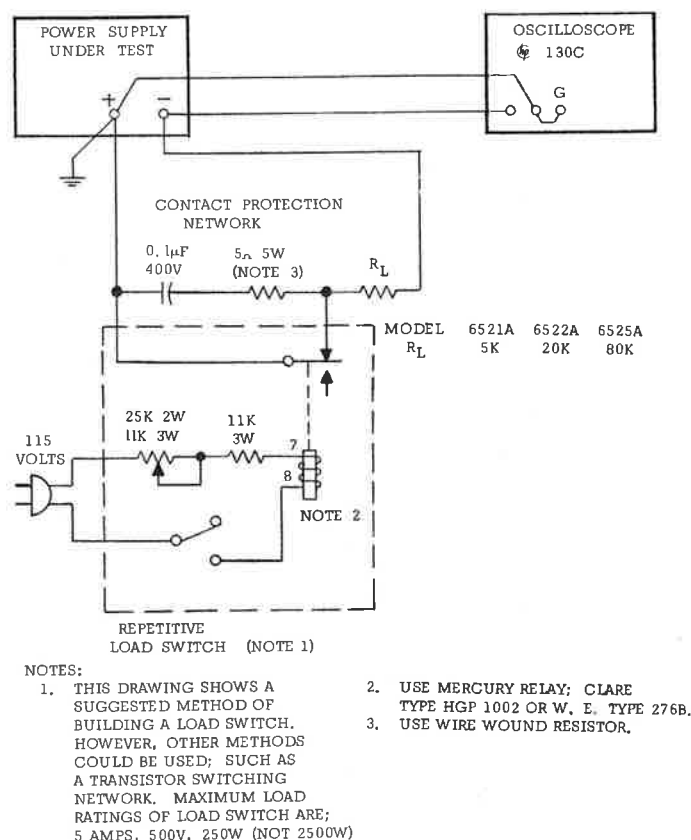 POWER SUPPLY
UNDER TEST
+ −
OSCILLOSCOPE
hp 130C
G
CONTACT PROTECTION
NETWORK
0.1µF
400V
5Ω 5W
(NOTE 3)
RL
MODEL 6521A 6522A 6525A
RL 5K 20K 80K
25K 2W
11K 3W
11K
3W
115
VOLTS
7
8
NOTE 2
REPETITIVE
LOAD SWITCH (NOTE 1)
NOTES:
1. THIS DRAWING SHOWS A
SUGGESTED METHOD OF
BUILDING A LOAD SWITCH.
HOWEVER, OTHER METHODS
COULD BE USED; SUCH AS
A TRANSISTOR SWITCHING
NETWORK. MAXIMUM LOAD
RATINGS OF LOAD SWITCH ARE;
5 AMPS, 500V, 250W (NOT 2500W)
2. USE MERCURY RELAY; CLARE
TYPE HGP 1002 OR W. E. TYPE 276B.
3. USE WIRE WOUND RESISTOR.